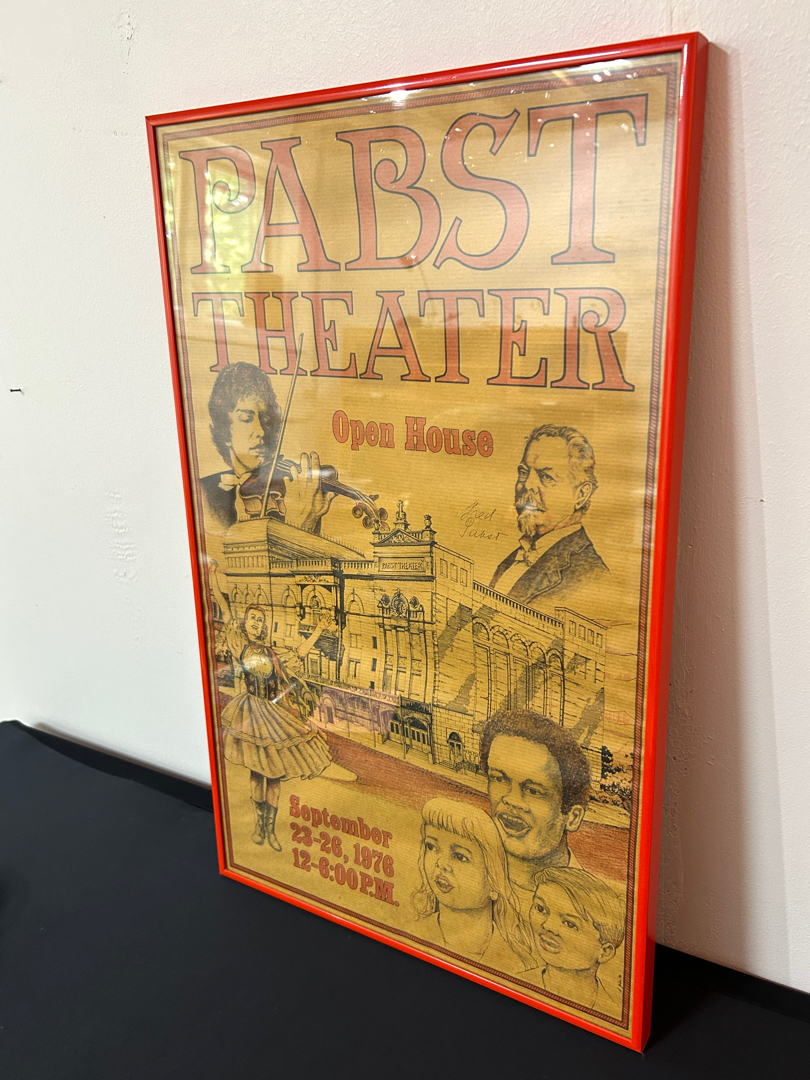 PABST
THEATER
Open House
Fred
Pabst
PABST THEATER
September
23-26, 1976
12-6:00 P.M.